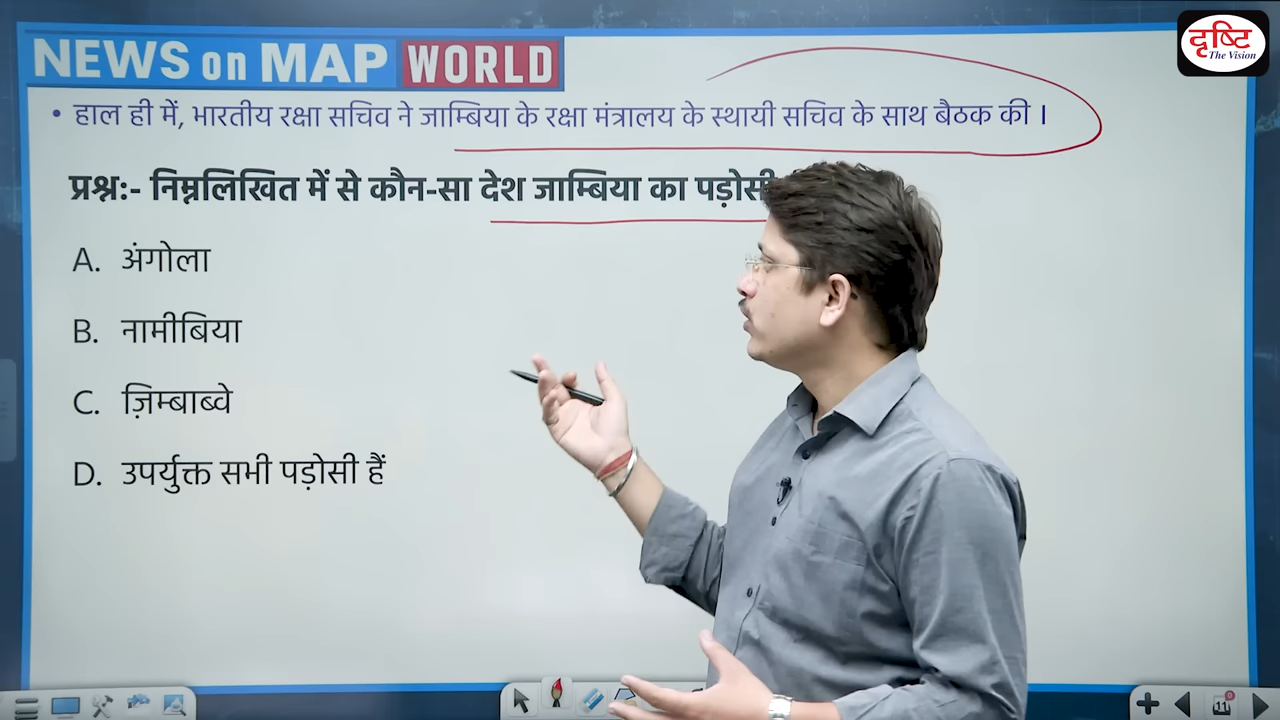 NEWS on MAP WORLD
दृष्टि
The Vision
• हाल ही में, भारतीय रक्षा सचिव ने जाम्बिया के रक्षा मंत्रालय के स्थायी सचिव के साथ बैठक की ।
प्रश्न:- निम्नलिखित में से कौन-सा देश जाम्बिया का पड़ोसी
A. अंगोला
B. नामीबिया
C. ज़िम्बाब्वे
D. उपर्युक्त सभी पड़ोसी हैं
11